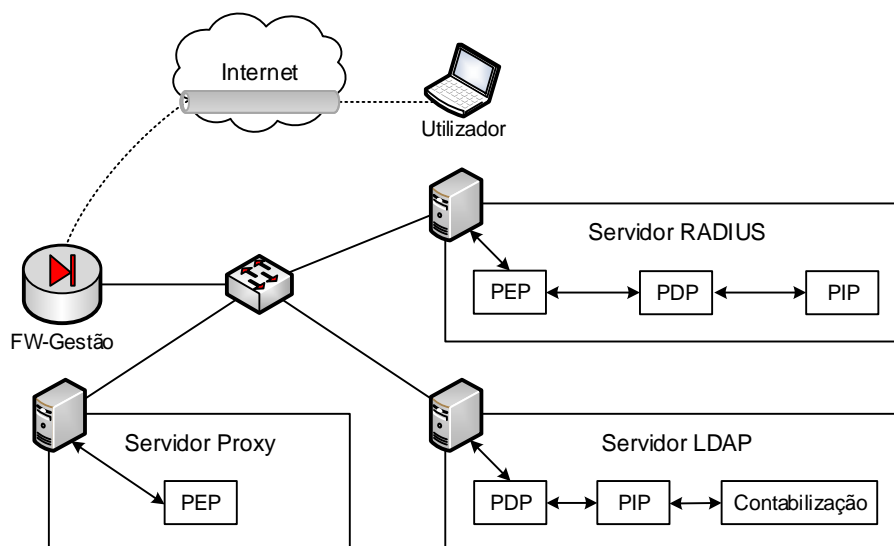 Internet
Utilizador
Servidor RADIUS
PEP
PDP
PIP
FW-Gestão
Servidor Proxy
PEP
Servidor LDAP
PDP
PIP
Contabilização